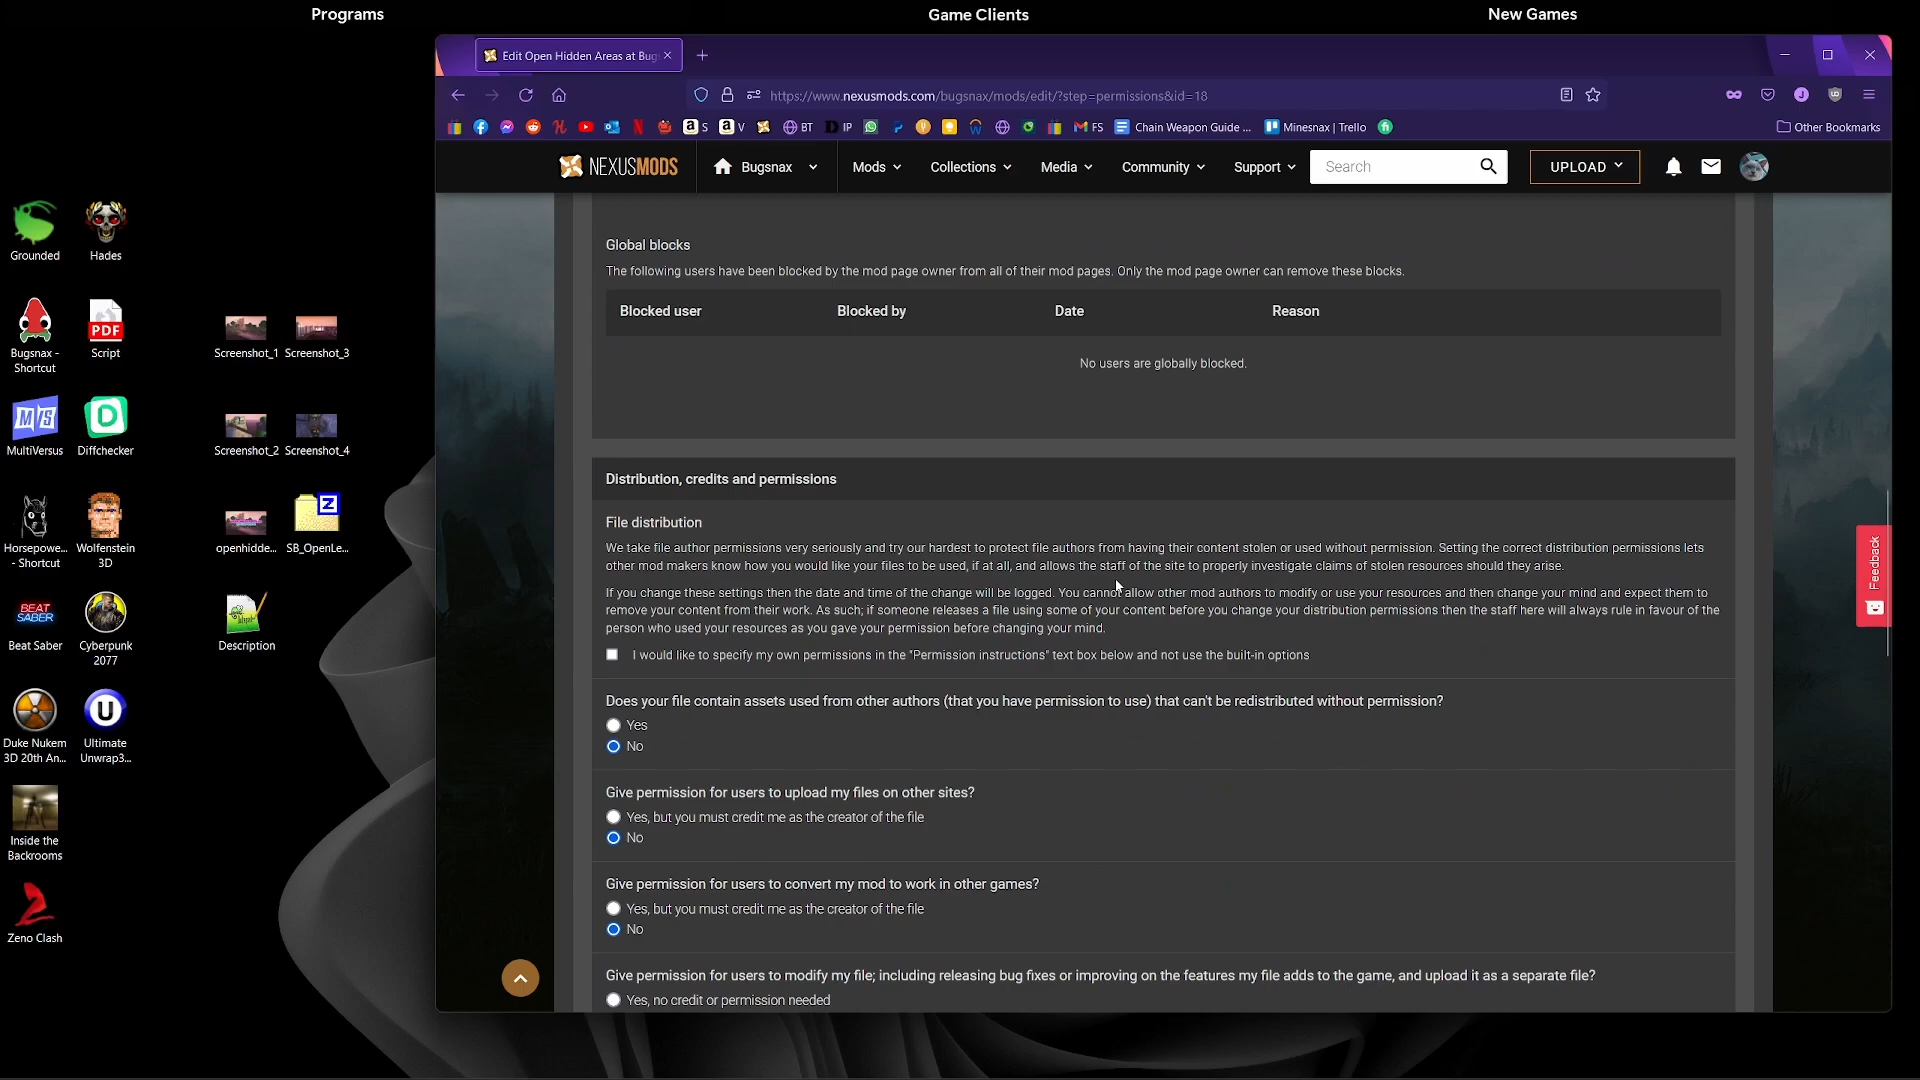 Programs
Game Clients
New Games
Edit Open Hidden Areas at Bug
https://www.nexusmods.com/bugsnax/mods/edit/?step=permissions&id=18
S
V
BT
IP
FS
Chain Weapon Guide ...
Minesnax | Trello
Other Bookmarks
NEXUSMODS
Bugsnax
Mods
Collections
Media
Community
Support
Search
UPLOAD
Grounded
Hades
Bugsnax -
Shortcut
PDF
Script
MultiVersus
Diffchecker
Horsepowe...
- Shortcut
Wolfenstein
3D
BEAT
SABER
Beat Saber
Cyberpunk
2077
Duke Nukem
3D 20th An...
Ultimate
Unwrap3...
Inside the
Backrooms
Zeno Clash
Screenshot_1
Screenshot_3
Screenshot_2
Screenshot_4
openhidde...
SB_OpenLe...
Description
Global blocks
The following users have been blocked by the mod page owner from all of their mod pages. Only the mod page owner can remove these blocks.
Blocked user
Blocked by
Date
Reason
No users are globally blocked.
Distribution, credits and permissions
File distribution
We take file author permissions very seriously and try our hardest to protect file authors from having their content stolen or used without permission. Setting the correct distribution permissions lets
other mod makers know how you would like your files to be used, if at all, and allows the staff of the site to properly investigate claims of stolen resources should they arise.
If you change these settings then the date and time of the change will be logged. You cannot allow other mod authors to modify or use your resources and then change your mind and expect them to
remove your content from their work. As such; if someone releases a file using some of your content before you change your distribution permissions then the staff here will always rule in favour of the
person who used your resources as you gave your permission before changing your mind.
I would like to specify my own permissions in the "Permission instructions" text box below and not use the built-in options
Does your file contain assets used from other authors (that you have permission to use) that can't be redistributed without permission?
Yes
No
Give permission for users to upload my files on other sites?
Yes, but you must credit me as the creator of the file
No
Give permission for users to convert my mod to work in other games?
Yes, but you must credit me as the creator of the file
No
Give permission for users to modify my file; including releasing bug fixes or improving on the features my file adds to the game, and upload it as a separate file?
Yes, no credit or permission needed
Feedback